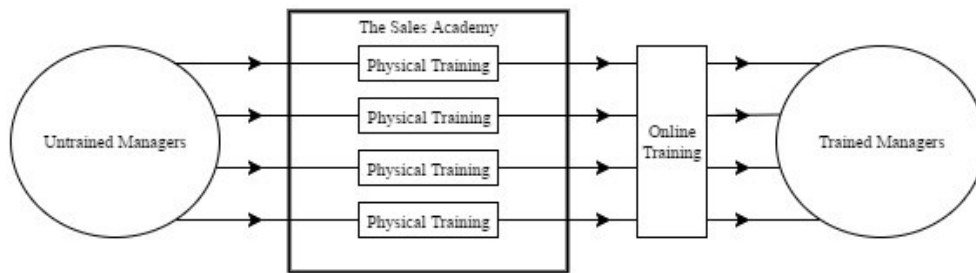 The Sales Academy
Physical Training
Physical Training
Untrained Managers
Online
Training
Trained Managers
Physical Training
Physical Training